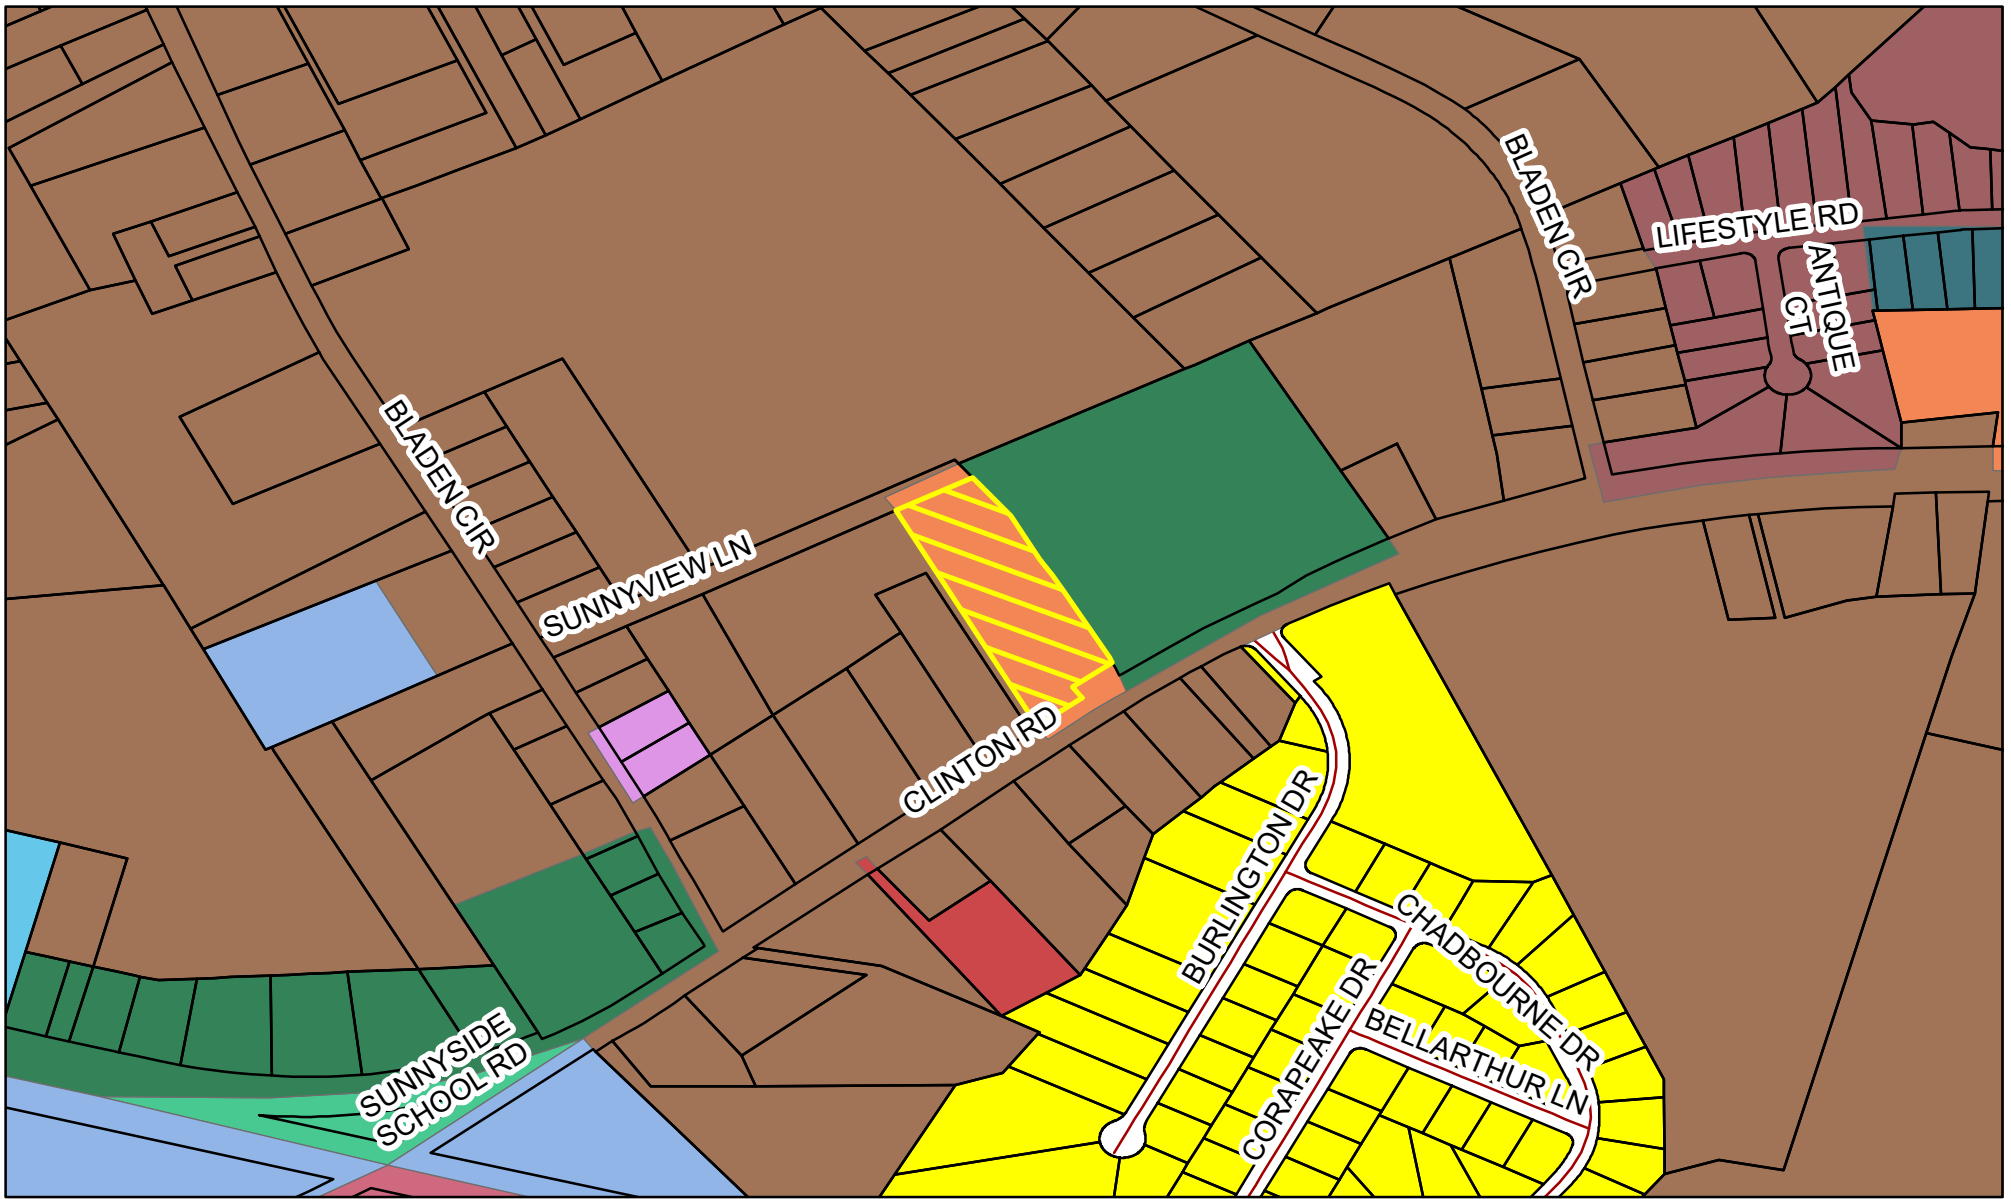 BLADEN CIR
LIFESTYLE RD
ANTIQUE
CT
BLADEN CIR
SUNNYVIEW LN
CLINTON RD
BURLINGTON DR
CHADBOURNE DR
CORAPEAKE DR
BELLARTHUR LN
SUNNYSIDE
SCHOOL RD